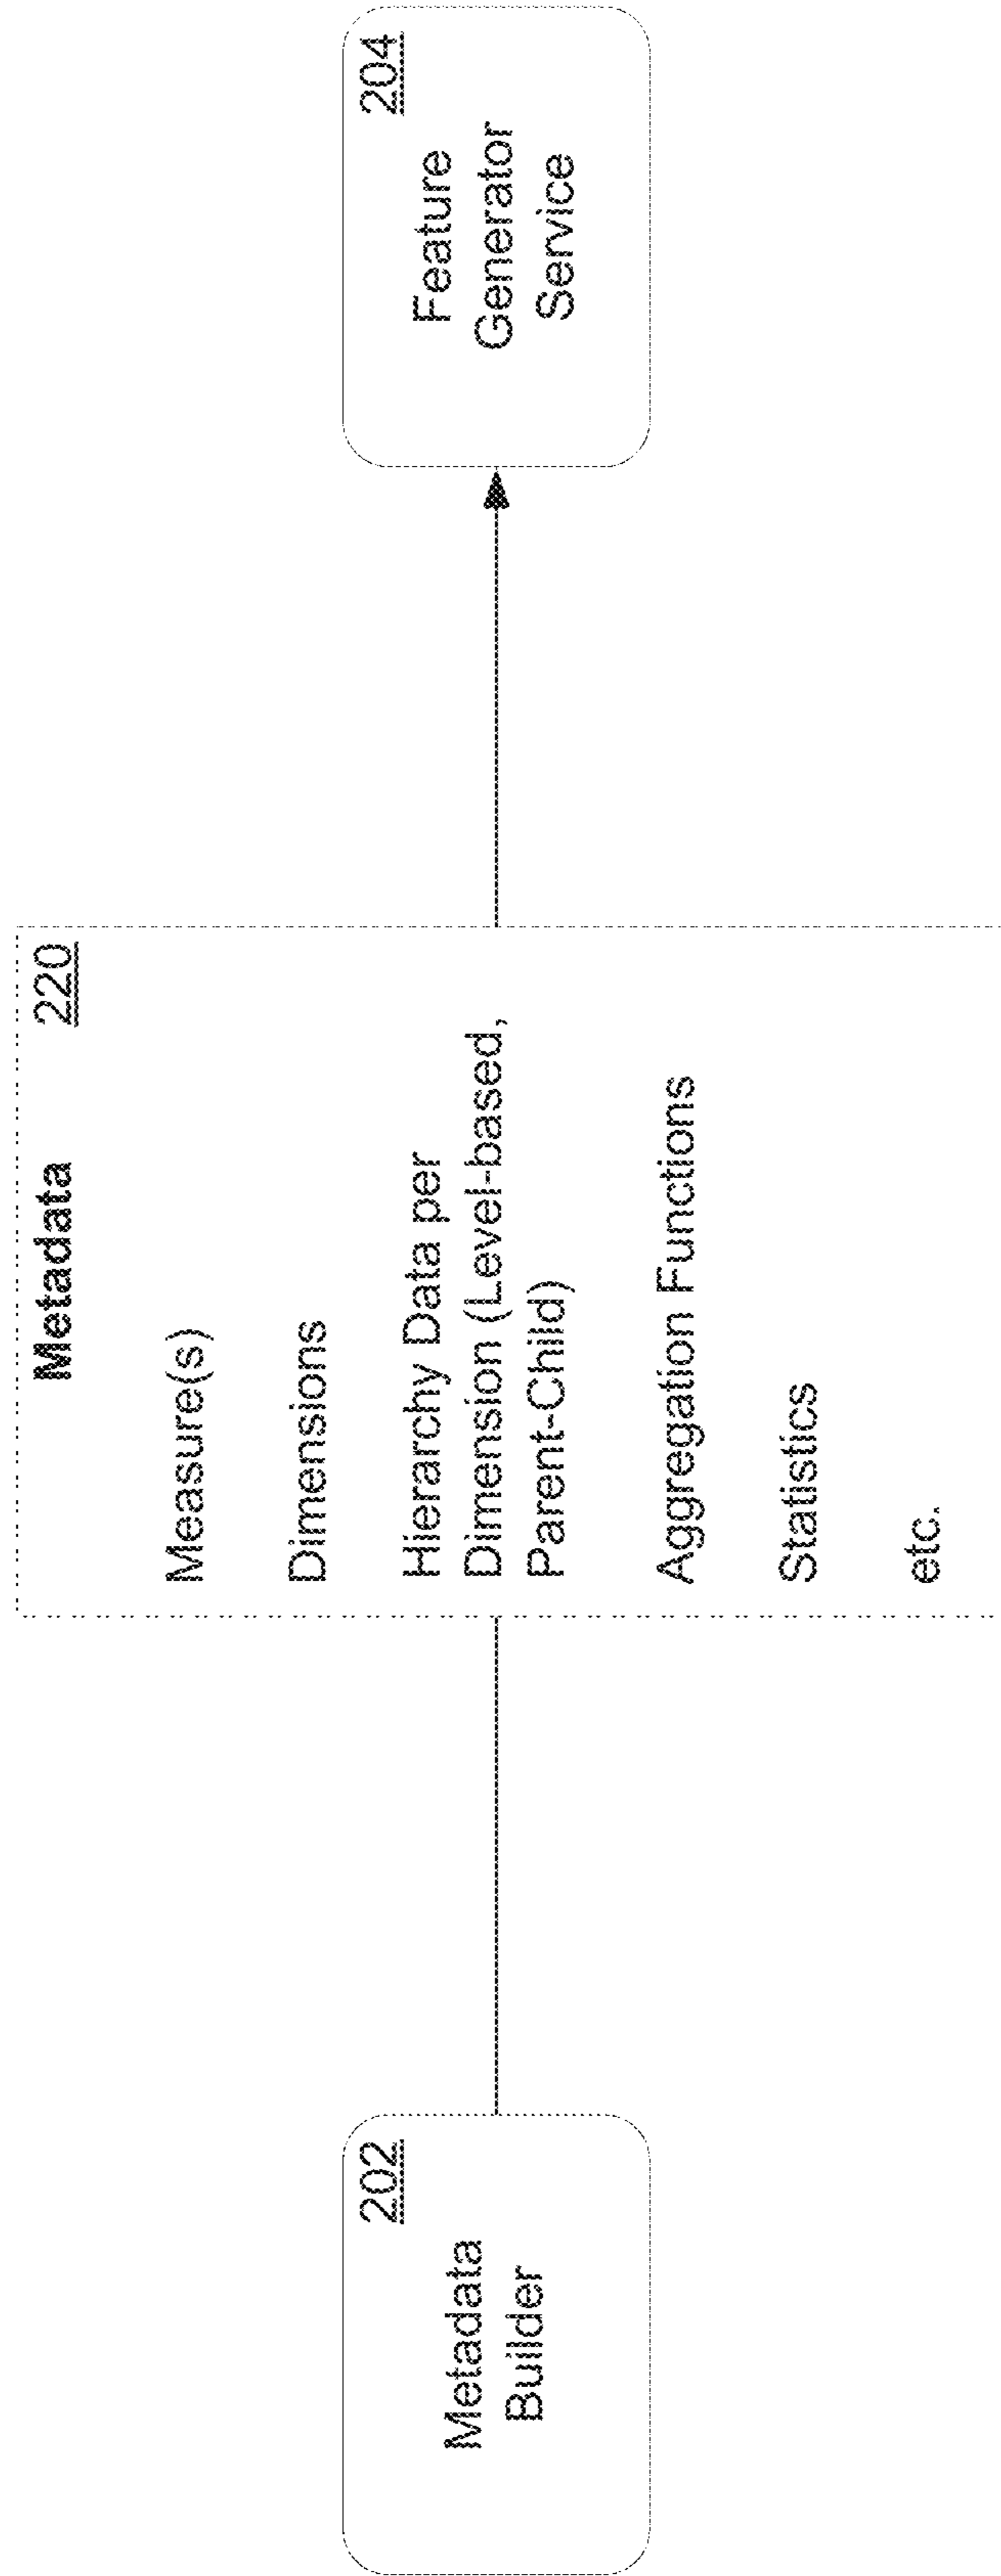 202
Metadata
Builder
Metadata
220
Measure(s)
Dimensions
Hierarchy Data per
Dimension (Level-based,
Parent-Child)
Aggregation Functions
Statistics
etc.
204
Feature
Generator
Service